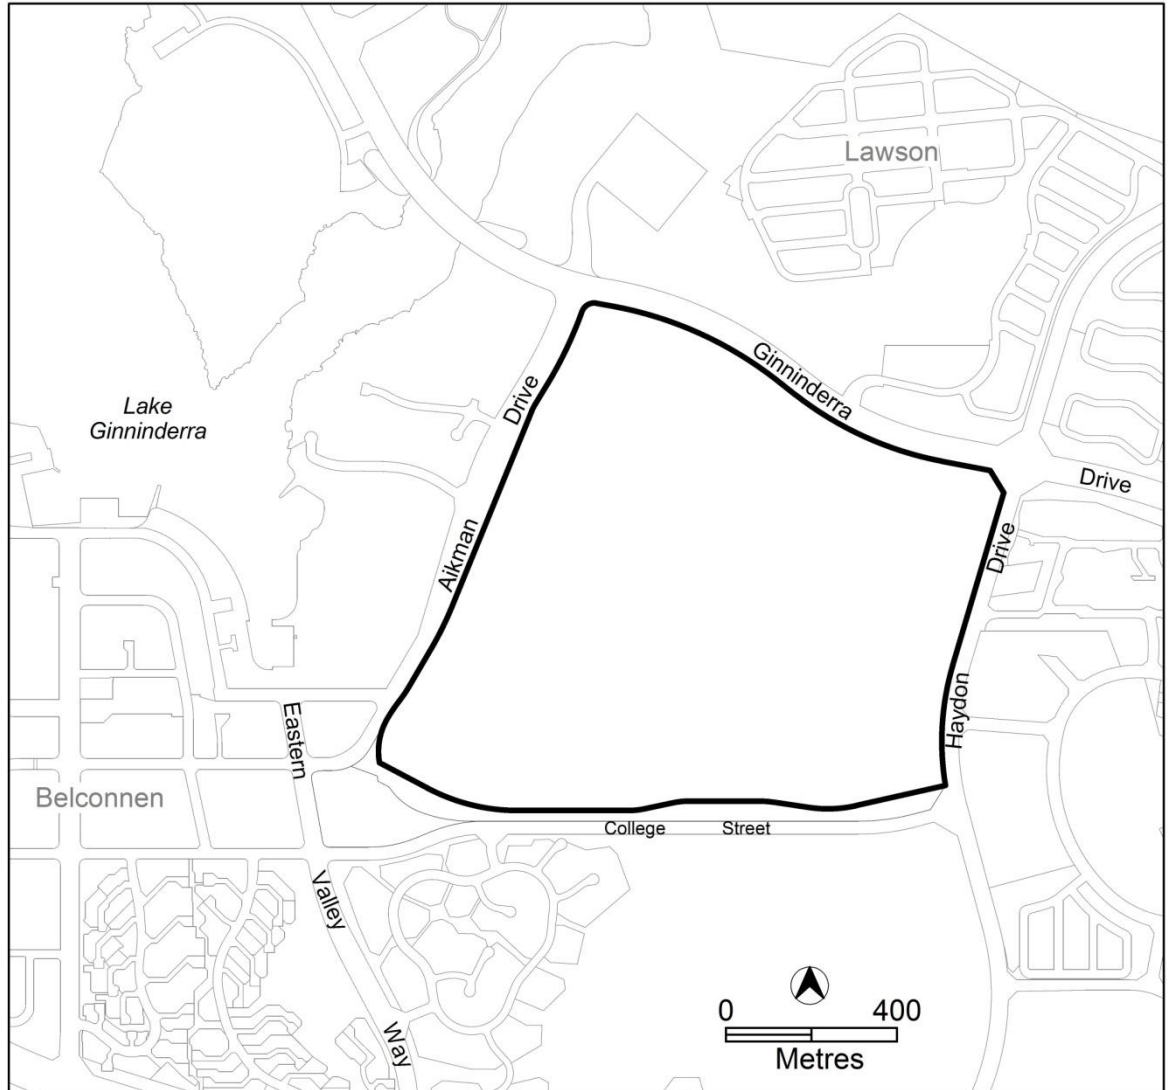 Lawson
Ginninderra
Drive
Drive
Lake
Ginninderra
Drive
Aikman
Haydon
Eastern
Belconnen
College Street
Valley
Way
0 400
Metres